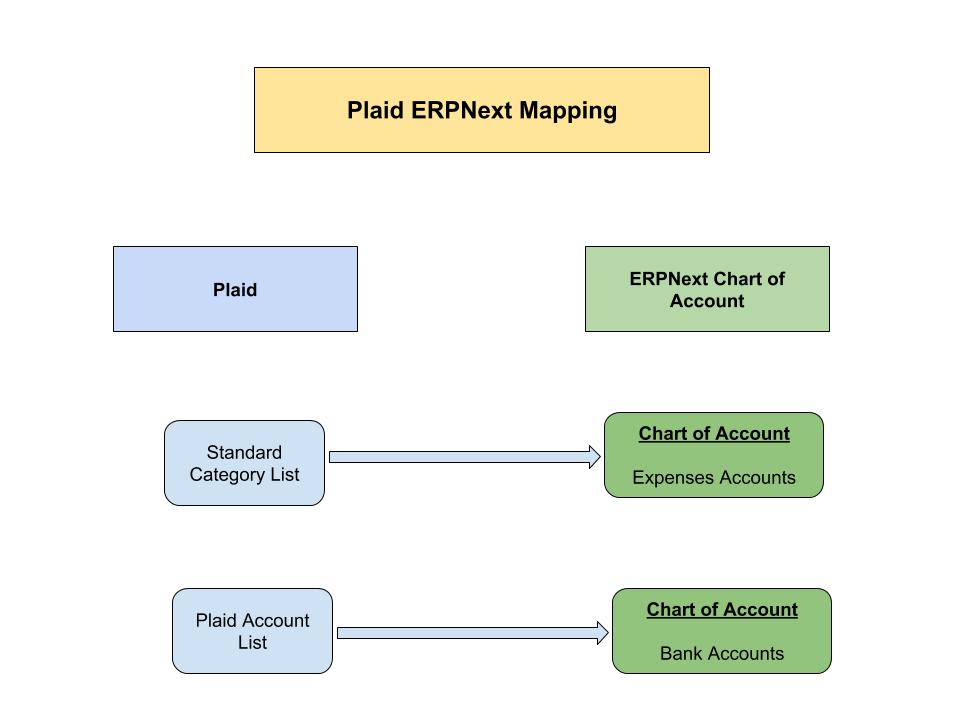 Plaid ERPNext Mapping
Plaid
ERPNext Chart of
Account
Standard
Category List
Chart of Account
Expenses Accounts
Plaid Account
List
Chart of Account
Bank Accounts